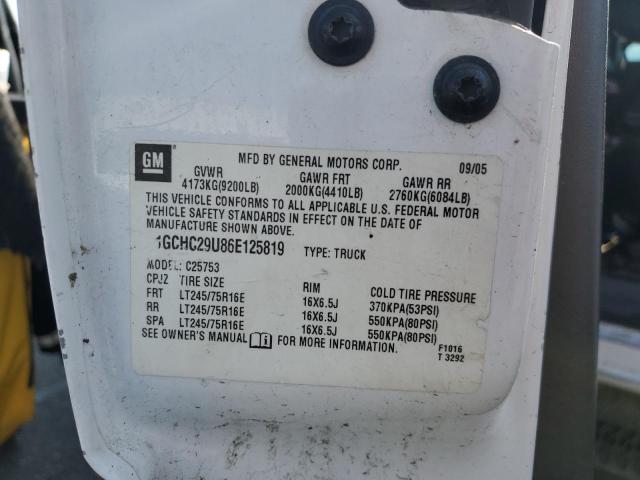 GM
MFD BY GENERAL MOTORS CORP. 09/05
GVWR GAWR FRT GAWR RR
4173KG(9200LB) 2000KG(4410LB) 2760KG(6084LB)
THIS VEHICLE CONFORMS TO ALL APPLICABLE U.S. FEDERAL MOTOR
VEHICLE SAFETY STANDARDS IN EFFECT ON THE DATE OF
MANUFACTURE SHOWN ABOVE.
1GCHC29U86E125819 TYPE: TRUCK
MODEL: C25753
CPJZ TIRE SIZE RIM COLD TIRE PRESSURE
FRT LT245/75R16E 16X6.5J 370KPA(53PSI)
RR LT245/75R16E 16X6.5J 550KPA(80PSI)
SPA LT245/75R16E 16X6.5J 550KPA(80PSI)
SEE OWNER'S MANUAL FOR MORE INFORMATION. F1016
T 3292